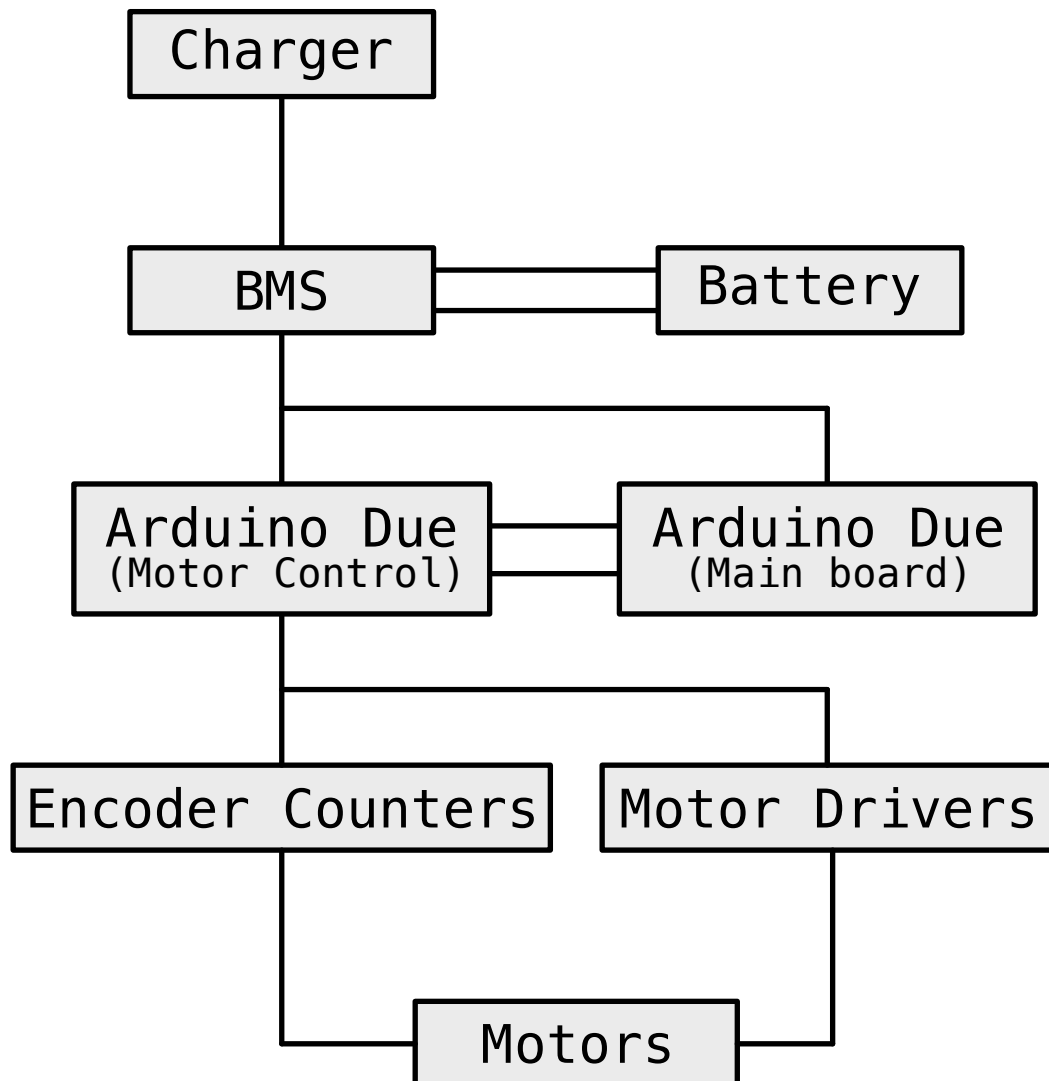 Charger
BMS
Battery
Arduino Due
(Motor Control)
Arduino Due
(Main board)
Encoder Counters
Motor Drivers
Motors